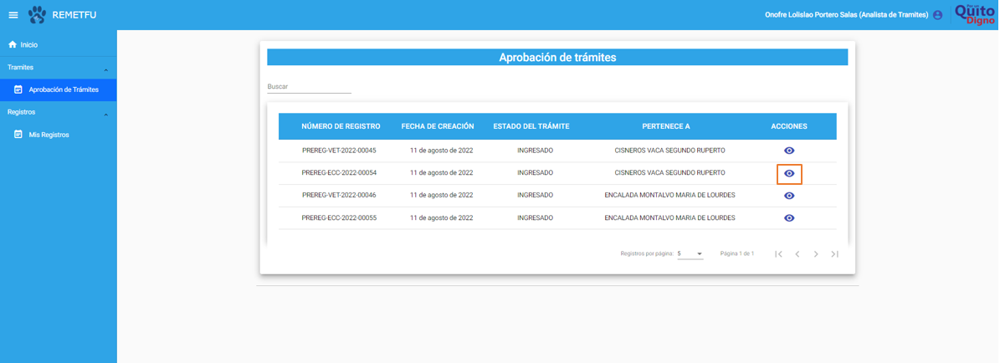 REMETFU
Onofre Lolislao Portero Salas (Analista de Tramites)
Por un
Quito
Digno
Inicio
Tramites
Aprobación de Trámites
Registros
Mis Registros
Aprobación de trámites
Buscar
NÚMERO DE REGISTRO FECHA DE CREACIÓN ESTADO DEL TRÁMITE PERTENECE A ACCIONES
PREREG-VET-2022-00045 11 de agosto de 2022 INGRESADO CISNEROS VACA SEGUNDO RUPERTO
PREREG-ECC-2022-00054 11 de agosto de 2022 INGRESADO CISNEROS VACA SEGUNDO RUPERTO
PREREG-VET-2022-00046 11 de agosto de 2022 INGRESADO ENCALADA MONTALVO MARIA DE LOURDES
PREREG-ECC-2022-00055 11 de agosto de 2022 INGRESADO ENCALADA MONTALVO MARIA DE LOURDES
Registros por página: 5 Página 1 de 1